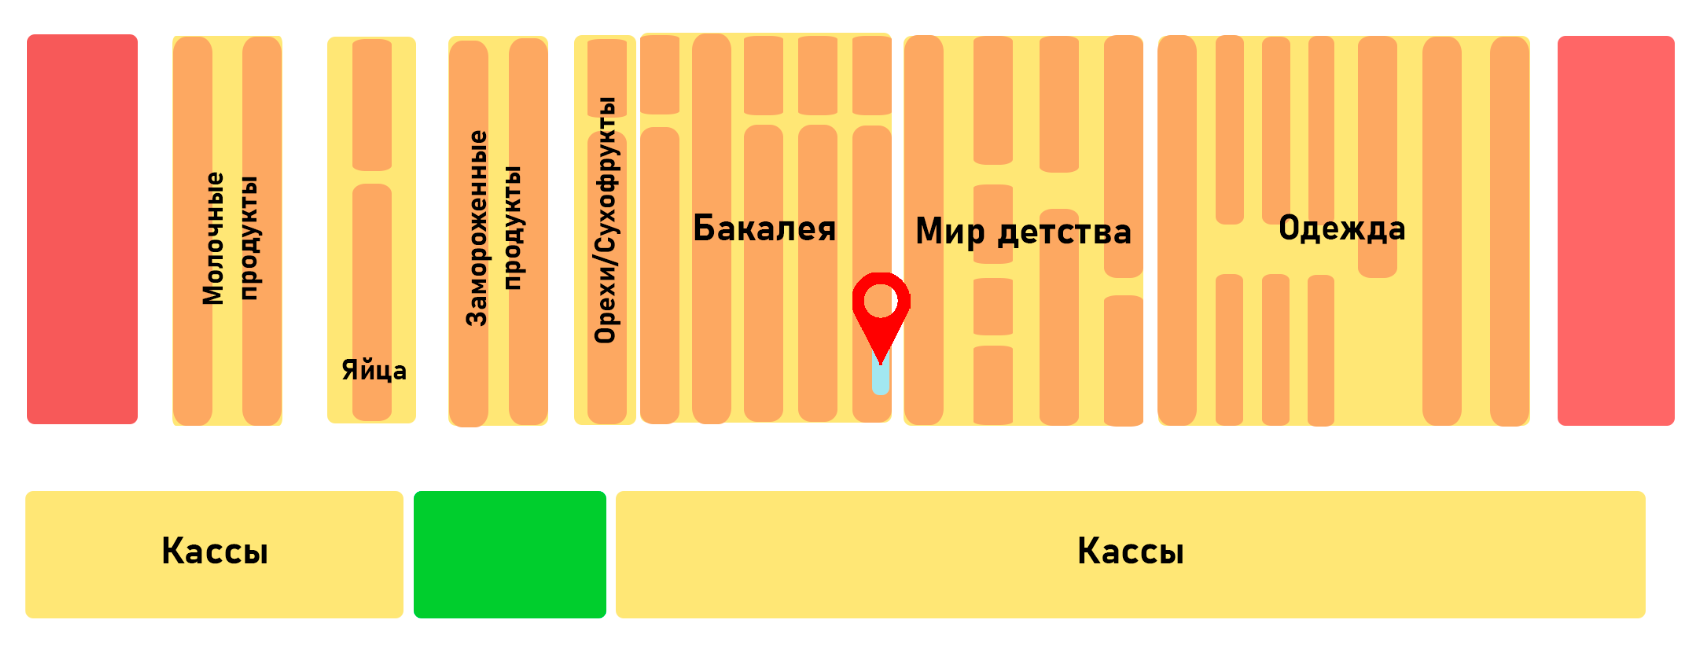 Молочные
продукты
Яйца
Замороженные
продукты
Орехи/Сухофрукты
Бакалея
Мир детства
Одежда
Кассы
Кассы